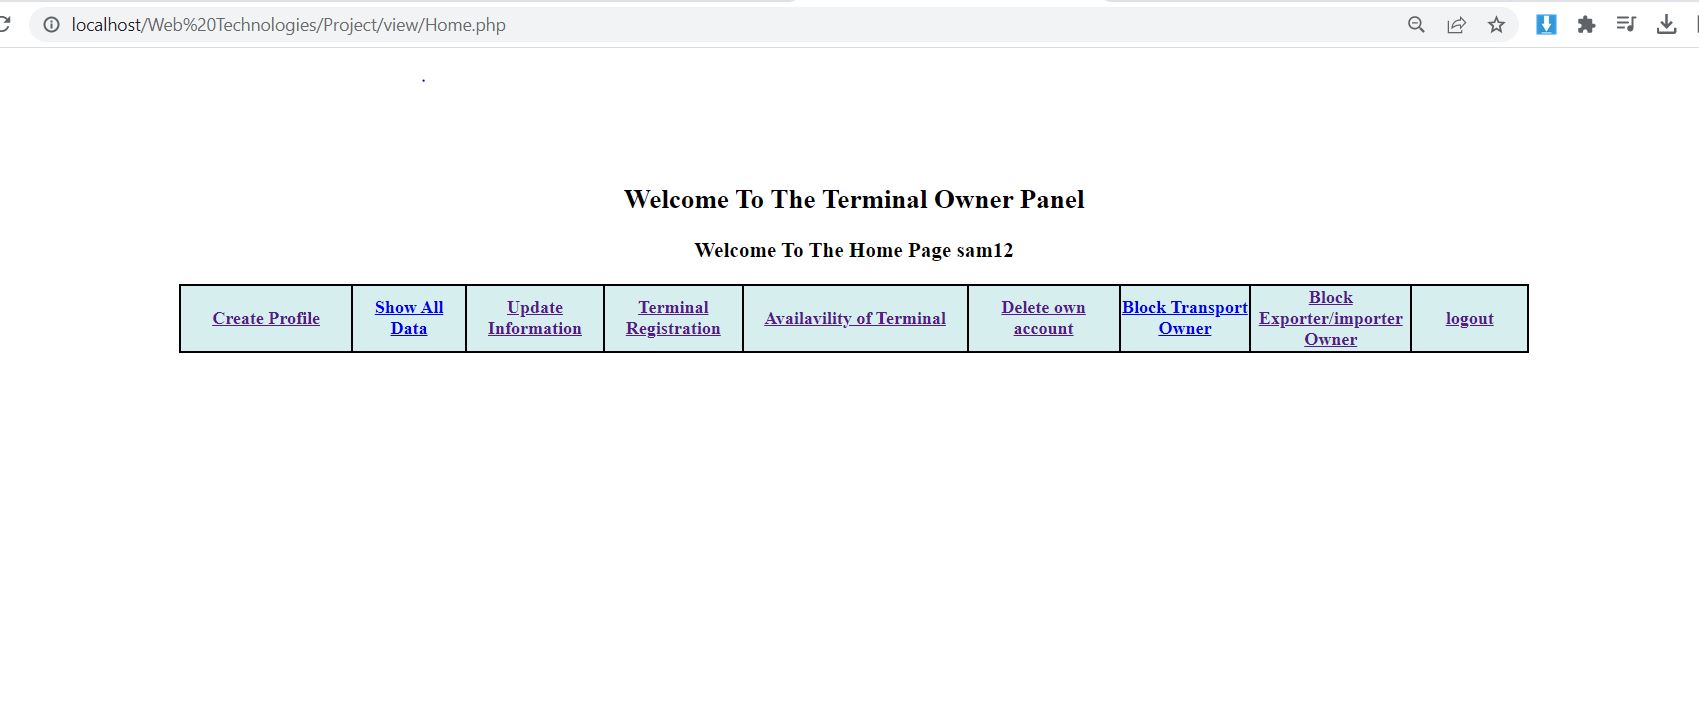 localhost/Web%20Technologies/Project/view/Home.php
Welcome To The Terminal Owner Panel
Welcome To The Home Page sam12
Create Profile
Show All
Data
Update
Information
Terminal
Registration
Availavility of Terminal
Delete own
account
Block Transport
Owner
Block
Exporter/importer
Owner
logout